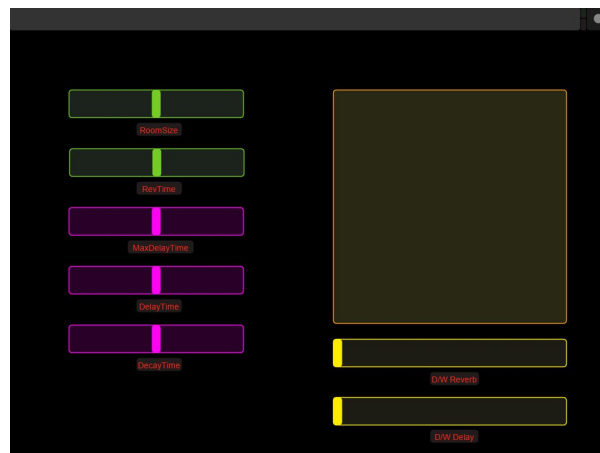 RoomSize
RevTime
MaxDelayTime
DelayTime
DecayTime
D/W Reverb
D/W Delay